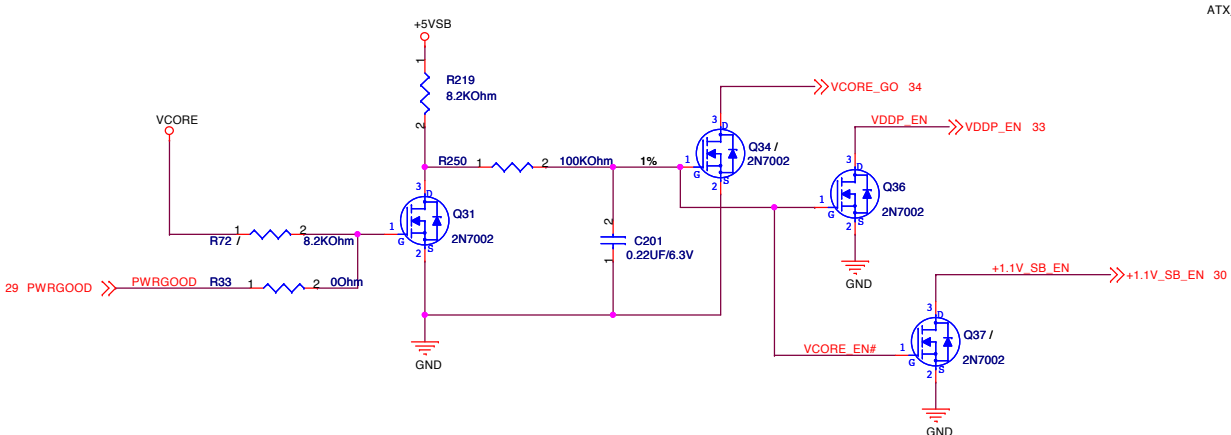 ATX
+5VSB
1
R219
8.2KOhm
2
VCORE
VCORE_GO 34
3
D
Q34 /
2N7002
1
G
2
S
VDDP_EN
VDDP_EN 33
3
D
Q36
2N7002
1
G
2
S
GND
R250 1 2 100KOhm 1%
3
D
Q31
2N7002
1
G
2
S
R72 / 1 2 8.2KOhm
2
C201
0.22UF/6.3V
1
29 PWRGOOD
PWRGOOD R33 1 2 0Ohm
+1.1V_SB_EN
+1.1V_SB_EN 30
3
D
Q37 /
2N7002
VCORE_EN# 1
G
2
S
GND
GND